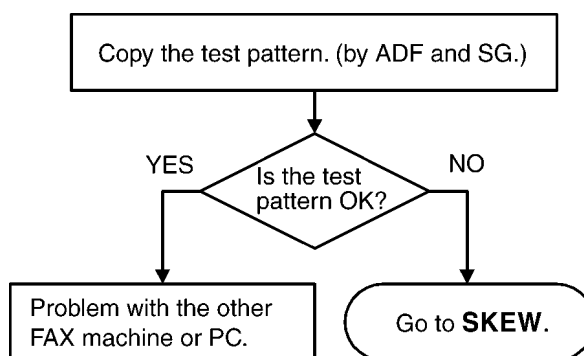 Copy the test pattern. (by ADF and SG.)
YES
NO
Is the test
pattern OK?
Problem with the other
FAX machine or PC.
Go to SKEW.